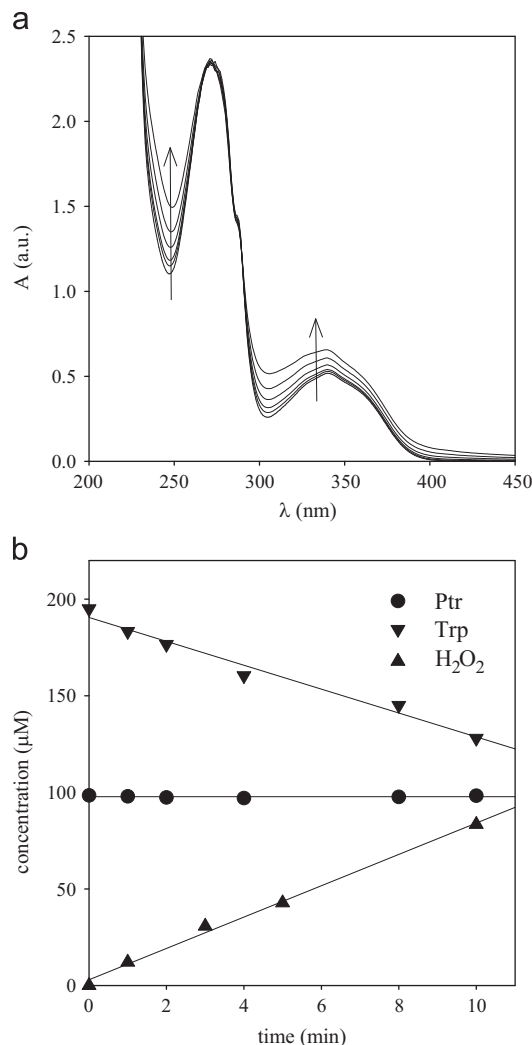 a
2.5
2.0
1.5
1.0
0.5
0.0
A (a.u.)
200 250 300 350 400 450
λ (nm)
b
200
150
100
50
0
concentration (μM)
Ptr
Trp
H₂O₂
0 2 4 6 8 10
time (min)